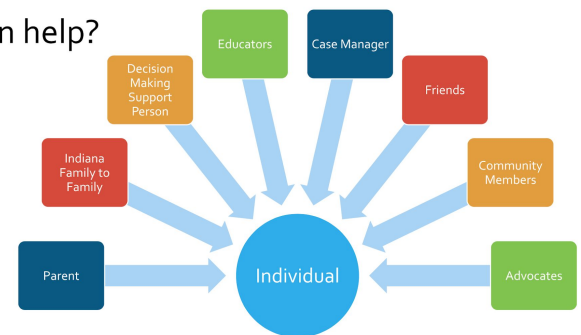 n help?
Educators
Case Manager
Decision
Making
Support
Person
Friends
Indiana
Family to
Family
Community
Members
Parent
Individual
Advocates